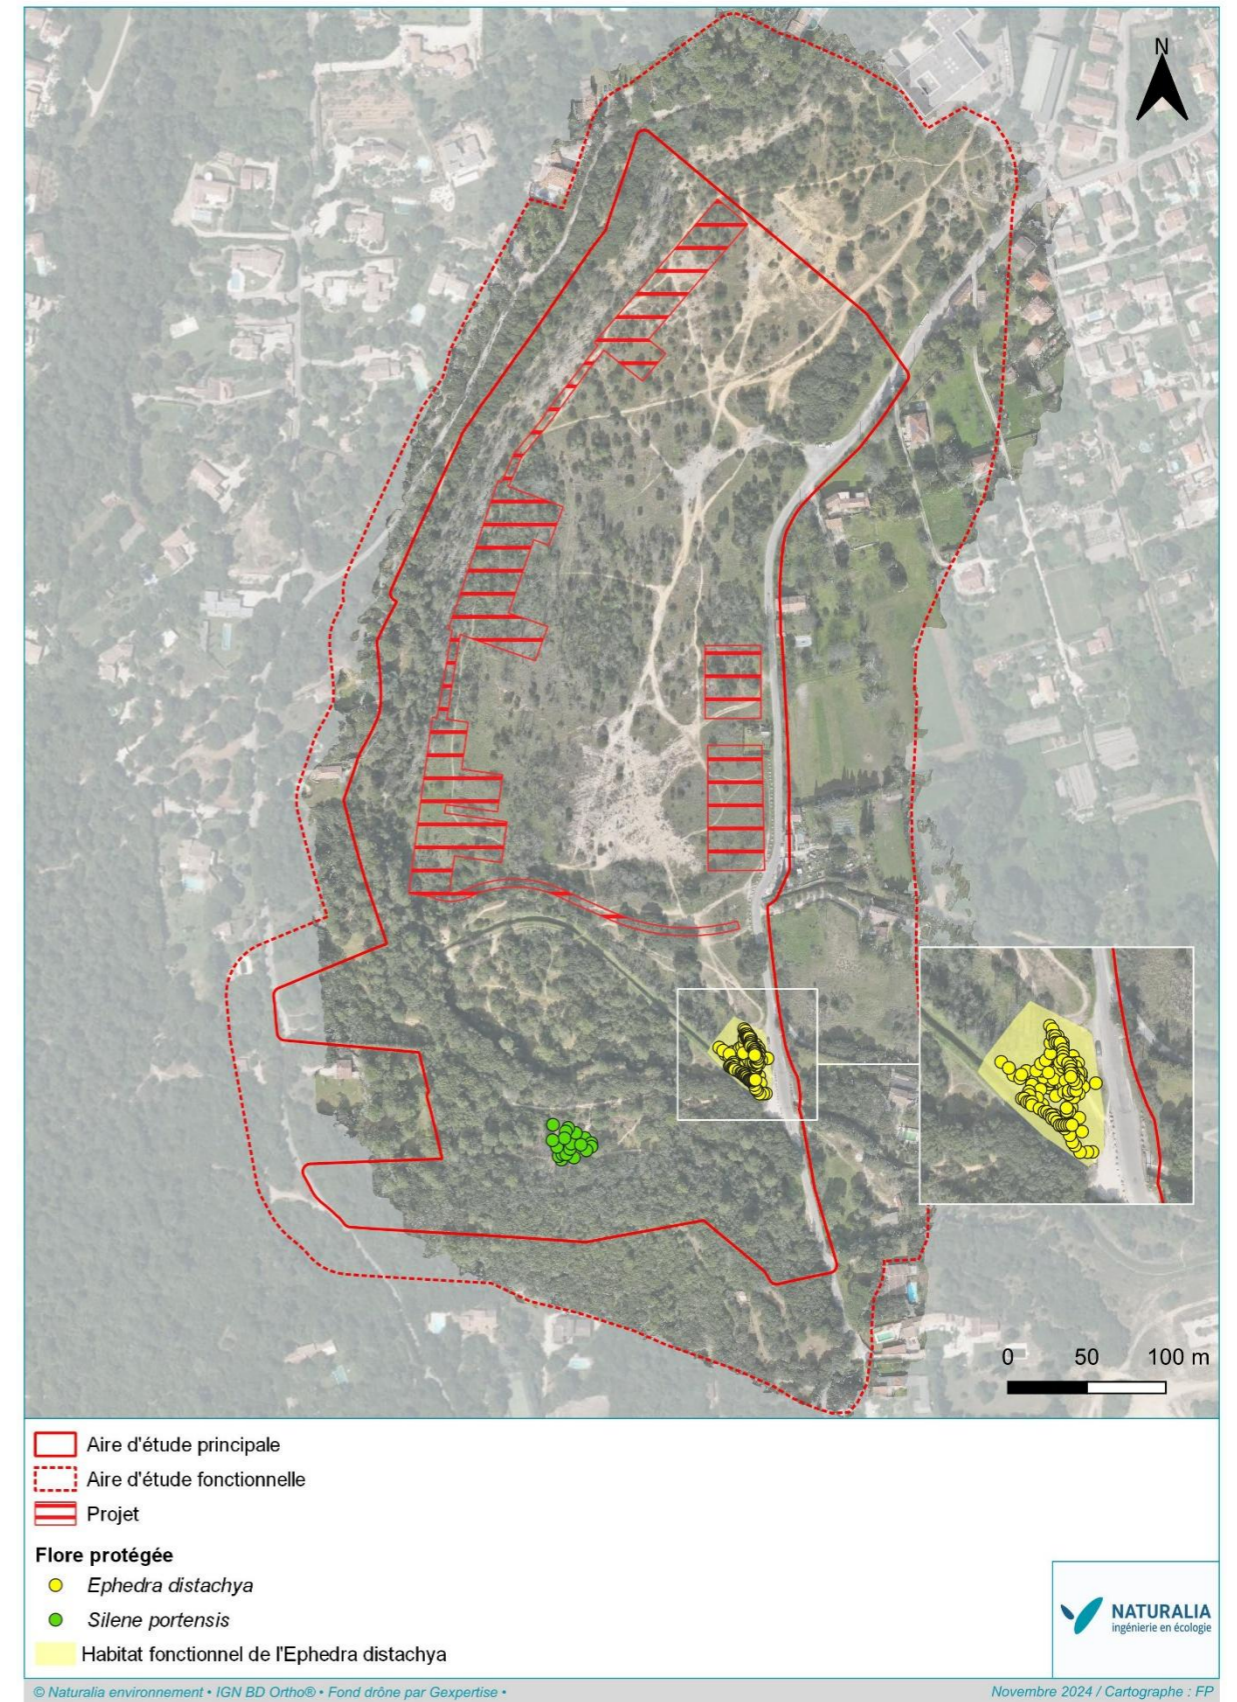 N
0 50 100 m
Aire d'étude principale
Aire d'étude fonctionnelle
Projet
Flore protégée
Ephedra distachya
Silene portensis
Habitat fonctionnel de l'Ephedra distachya
NATURALIA
ingénierie en écologie
© Naturalia environnement • IGN BD Ortho® • Fond drône par Gexpertise •
Novembre 2024 / Cartographe : FP